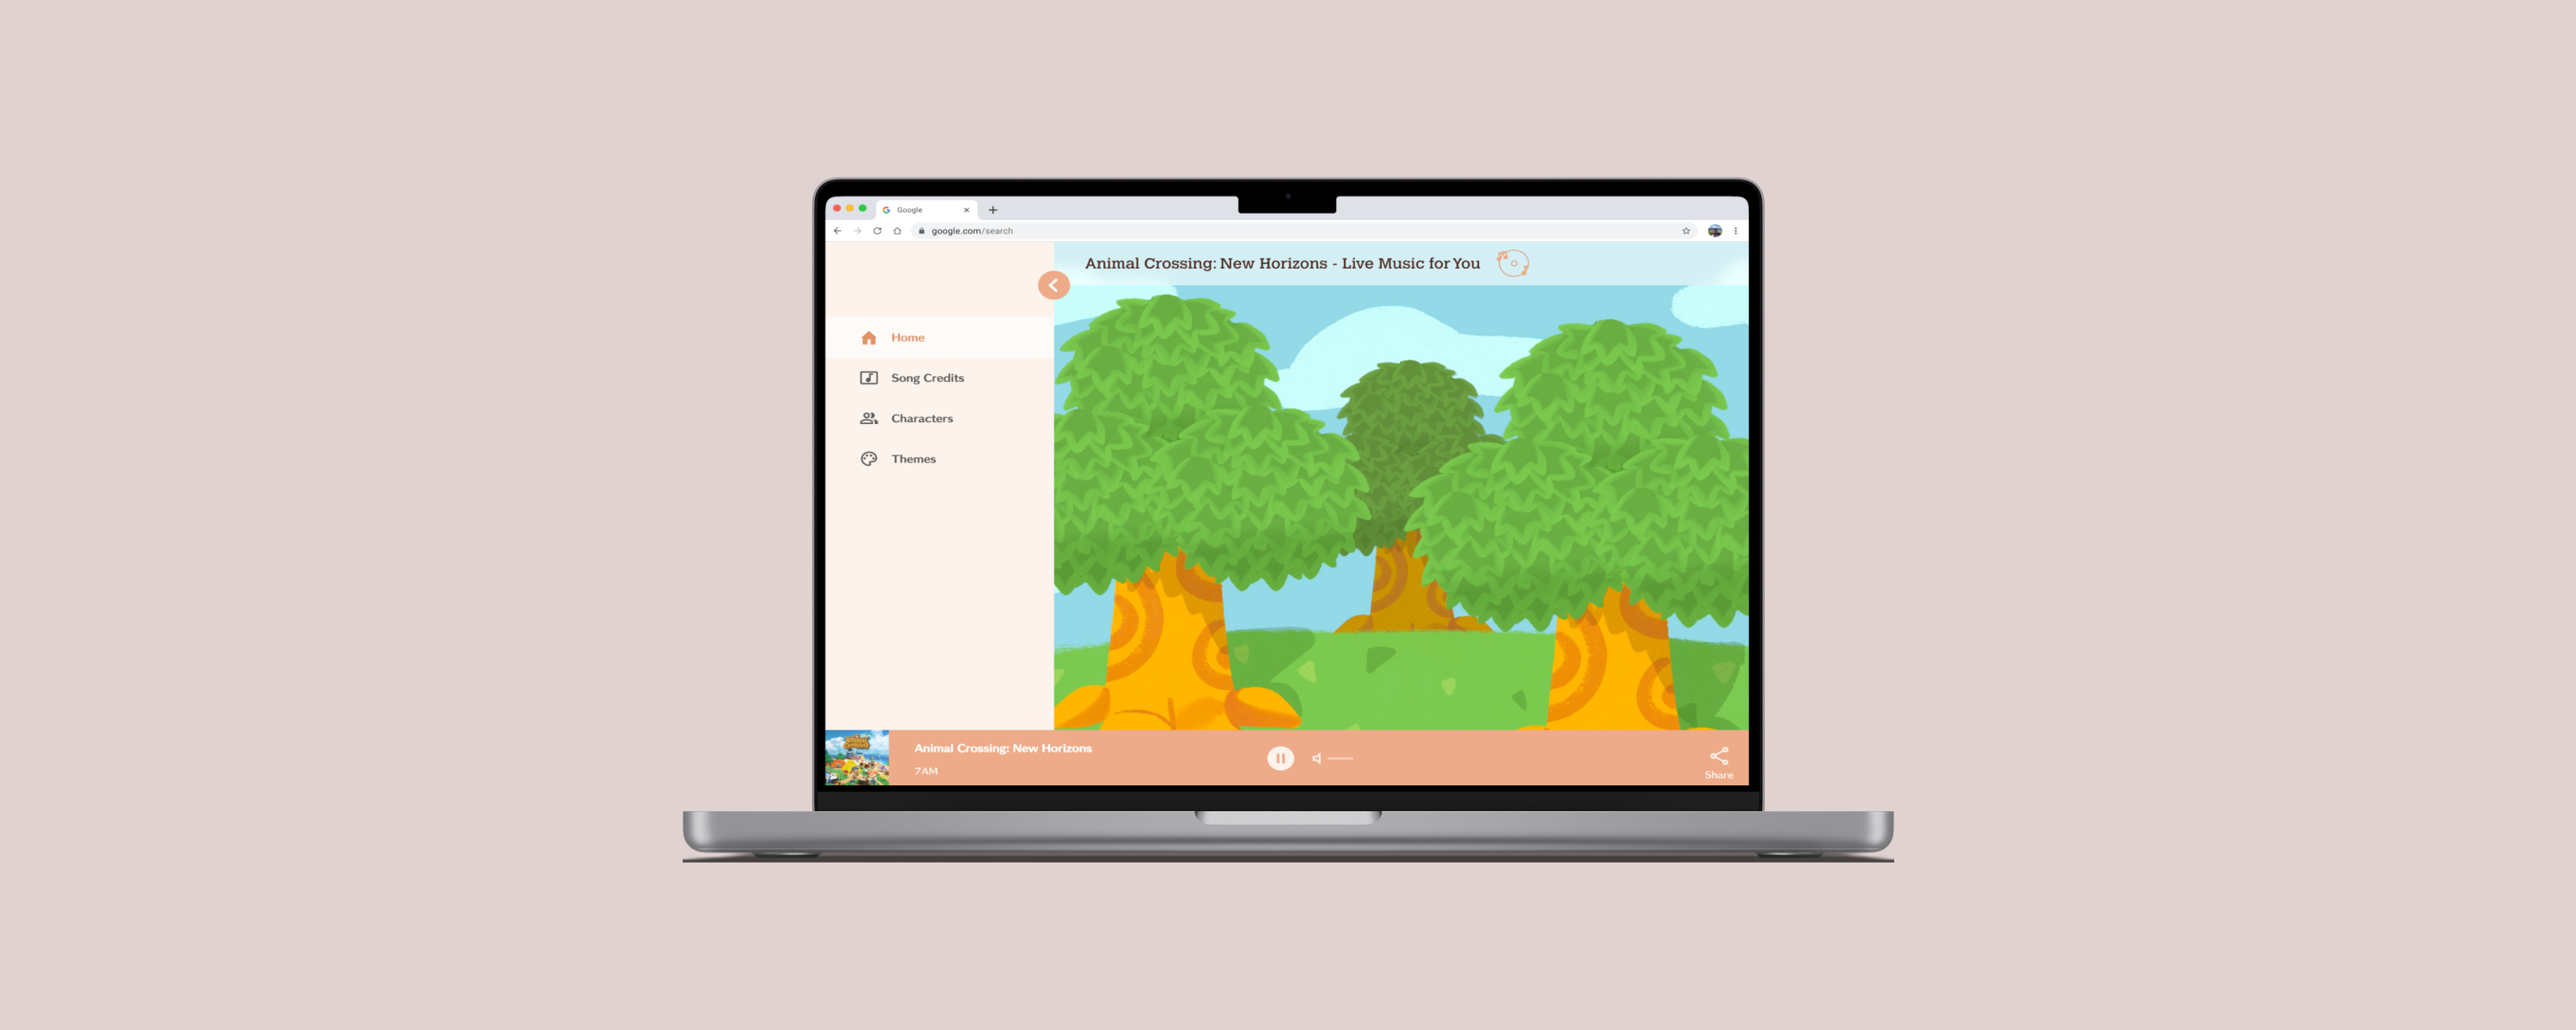 Google
google.com/search
Animal Crossing: New Horizons - Live Music for You
Home
Song Credits
Characters
Themes
Animal Crossing: New Horizons
7AM
Share